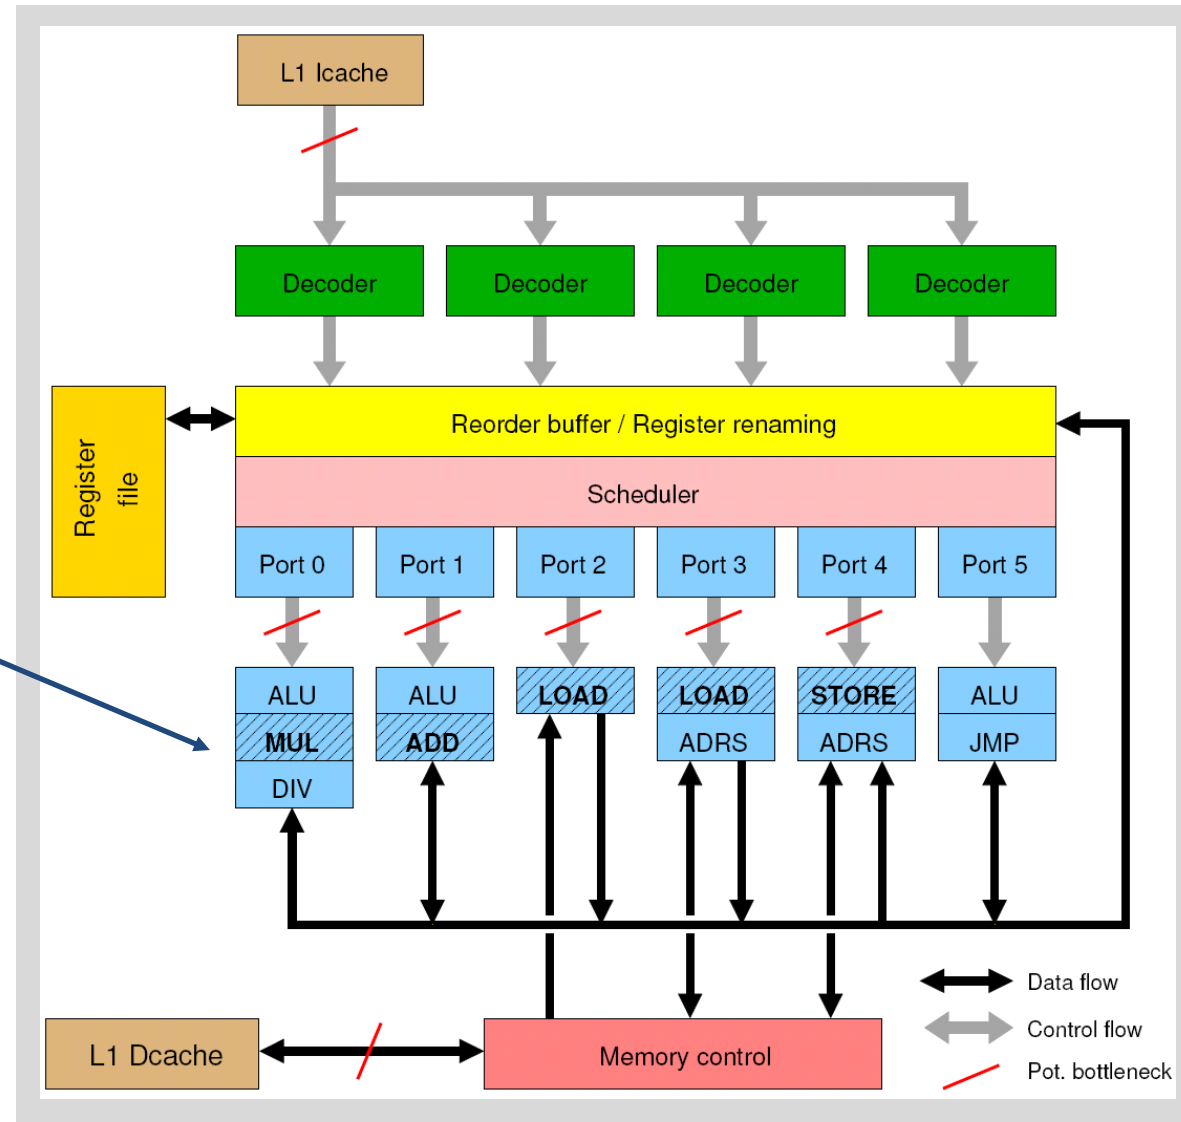 L1 Icache
Decoder
Decoder
Decoder
Decoder
Register
file
Reorder buffer / Register renaming
Scheduler
Port 0
Port 1
Port 2
Port 3
Port 4
Port 5
ALU
MUL
DIV
ALU
ADD
LOAD
LOAD
ADRS
STORE
ADRS
ALU
JMP
L1 Dcache
Memory control
Data flow
Control flow
Pot. bottleneck